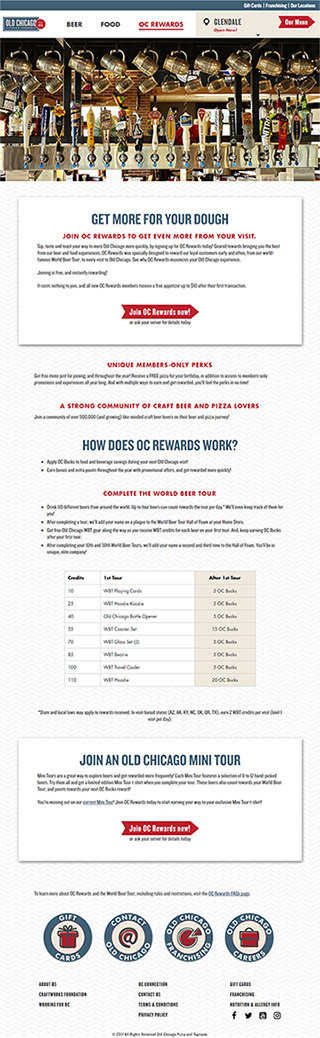 Gift Cards | Franchising | Our Locations
OLD CHICAGO
BEER
FOOD
OC REWARDS
GLENDALE
Open Now!
Our Menu
GET MORE FOR YOUR DOUGH
JOIN OC REWARDS TO GET EVEN MORE FROM YOUR VISIT.
Sip, taste and toast your way to more Old Chicago more quickly, by signing up for OC Rewards today! Geared towards bringing you the best
from our beer and food experiences, OC Rewards was specially designed to reward our loyal customers early and often, from our world-
famous World Beer Tour, to every visit to Old Chicago. See why OC Rewards maximizes your Old Chicago experience.
Joining is free, and instantly rewarding!
It costs nothing to join, and all new OC Rewards members receive a free appetizer up to $10 after their first transaction.
Join OC Rewards now!
or ask your server for details today
UNIQUE MEMBERS-ONLY PERKS
Get free items just for joining, and throughout the year! Receive a FREE pizza for your birthday, in addition to access to members only
promotions and experiences all year long. And with multiple ways to earn and get rewarded, you'll feel the perks in no time!
A STRONG COMMUNITY OF CRAFT BEER AND PIZZA LOVERS
Join a community of over 500,000 (and growing) like-minded craft beer lovers on their beer and pizza journey!
HOW DOES OC REWARDS WORK?
Apply OC Bucks to food and beverage savings during your next Old Chicago visit!
Earn bonus and extra points throughout the year with promotional offers, and get rewarded more quickly!
COMPLETE THE WORLD BEER TOUR
Drink 110 different beers from around the world. Up to four beers can count towards the tour per day.* We'll even keep track of them for
you!
After completing a tour, we'll add your name on a plaque to the World Beer Tour Hall of Foam at your Home Store.
Get free Old Chicago WBT gear along the way as you receive WBT credits for each beer on your first tour. And, keep earning OC Bucks
after your first tour.
After completing your 10th and 50th World Beer Tours, we'll add your name a second and third time to the Hall of Foam. You'll be in
unique, elite company!
Credits 1st Tour After 1st Tour
10 WBT Playing Cards 5 OC Bucks
25 WBT Hoodie Koozie 5 OC Bucks
40 Old Chicago Bottle Opener 5 OC Bucks
55 WBT Coaster Set 15 OC Bucks
70 WBT Glass Set (2) 5 OC Bucks
85 WBT Beanie 5 OC Bucks
100 WBT Travel Cooler 5 OC Bucks
110 WBT Hoodie 20 OC Bucks
*State and local laws may apply to rewards received. In visit-based states (AZ, AK, KY, NC, OK, OR, TX), earn 2 WBT credits per visit (limit 1
visit per day).
JOIN AN OLD CHICAGO MINI TOUR
Mini Tours are a great way to explore beers and get rewarded more frequently! Each Mini Tour features a selection of 8 to 12 hand-picked
beers. Try them all and get a limited-edition Mini Tour t-shirt when you complete your tour. These beers also count towards your World Beer
Tour, and points towards your next OC Bucks reward!
You're missing out on our current Mini Tour! Join OC Rewards today to start earning your way to your exclusive Mini Tour t-shirt!
Join OC Rewards now!
or ask your server for details today
To learn more about OC Rewards and the World Beer Tour, including rules and restrictions, visit the OC Rewards FAQs page.
GIFT CARDS
CONTACT OLD CHICAGO
OLD CHICAGO FRANCHISING
OLD CHICAGO CAREERS
ABOUT US
OC CONNECTION
GIFT CARDS
CRAFTWORKS FOUNDATION
CONTACT US
FRANCHISING
WORKING FOR OC
TERMS & CONDITIONS
NUTRITION & ALLERGY INFO
PRIVACY POLICY
© 2017 All Rights Reserved Old Chicago Pizza and Taproom